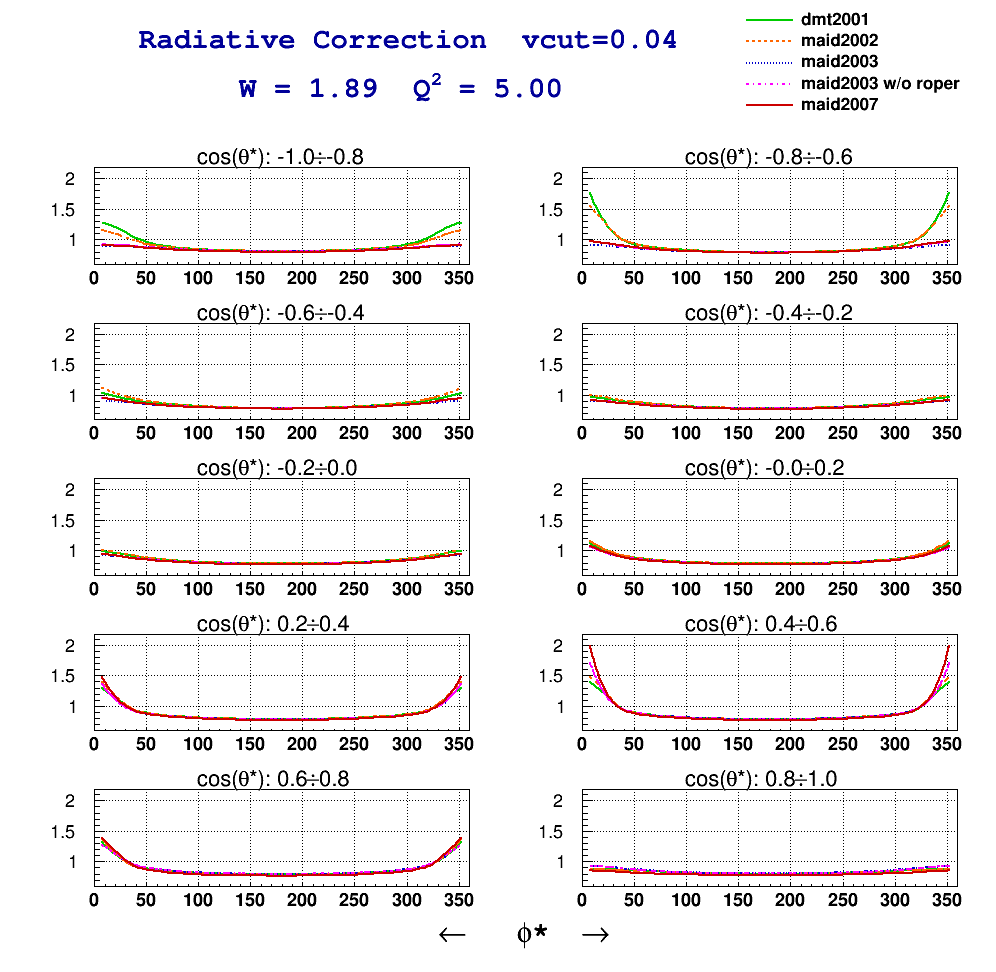 Radiative Correction vcut=0.04
W = 1.89 Q² = 5.00
dmt2001
maid2002
maid2003
maid2003 w/o roper
maid2007
cos(θ*): -1.0÷-0.8
2
1.5
1
0 50 100 150 200 250 300 350
cos(θ*): -0.8÷-0.6
2
1.5
1
0 50 100 150 200 250 300 350
cos(θ*): -0.6÷-0.4
2
1.5
1
0 50 100 150 200 250 300 350
cos(θ*): -0.4÷-0.2
2
1.5
1
0 50 100 150 200 250 300 350
cos(θ*): -0.2÷0.0
2
1.5
1
0 50 100 150 200 250 300 350
cos(θ*): -0.0÷0.2
2
1.5
1
0 50 100 150 200 250 300 350
cos(θ*): 0.2÷0.4
2
1.5
1
0 50 100 150 200 250 300 350
cos(θ*): 0.4÷0.6
2
1.5
1
0 50 100 150 200 250 300 350
cos(θ*): 0.6÷0.8
2
1.5
1
0 50 100 150 200 250 300 350
cos(θ*): 0.8÷1.0
2
1.5
1
0 50 100 150 200 250 300 350
← ϕ* →